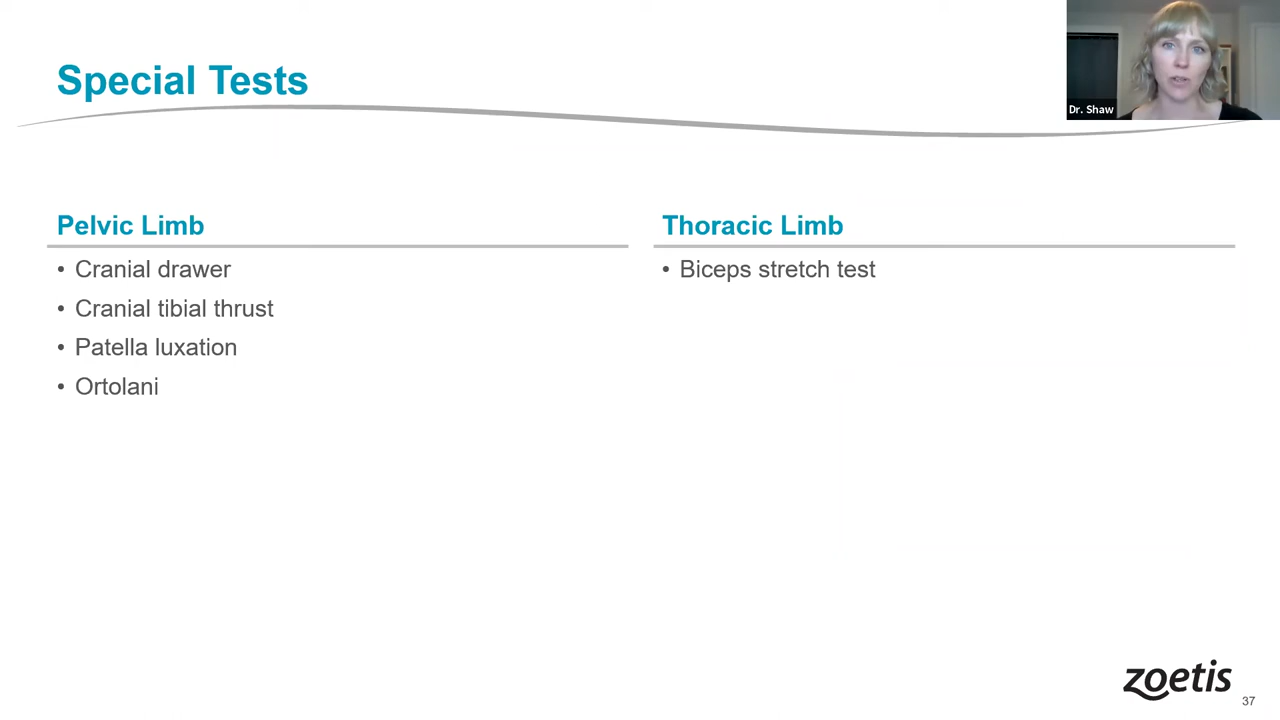 Special Tests
Dr. Shaw
Pelvic Limb
• Cranial drawer
• Cranial tibial thrust
• Patella luxation
• Ortolani
Thoracic Limb
• Biceps stretch test
zoetis
37